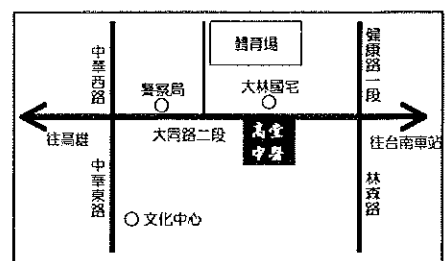 中華西路
體育場
健康路一段
警察局
大林國宅
往高雄
大同路二段
高堂
中醫
往台南車站
中華東路
林森路
文化中心